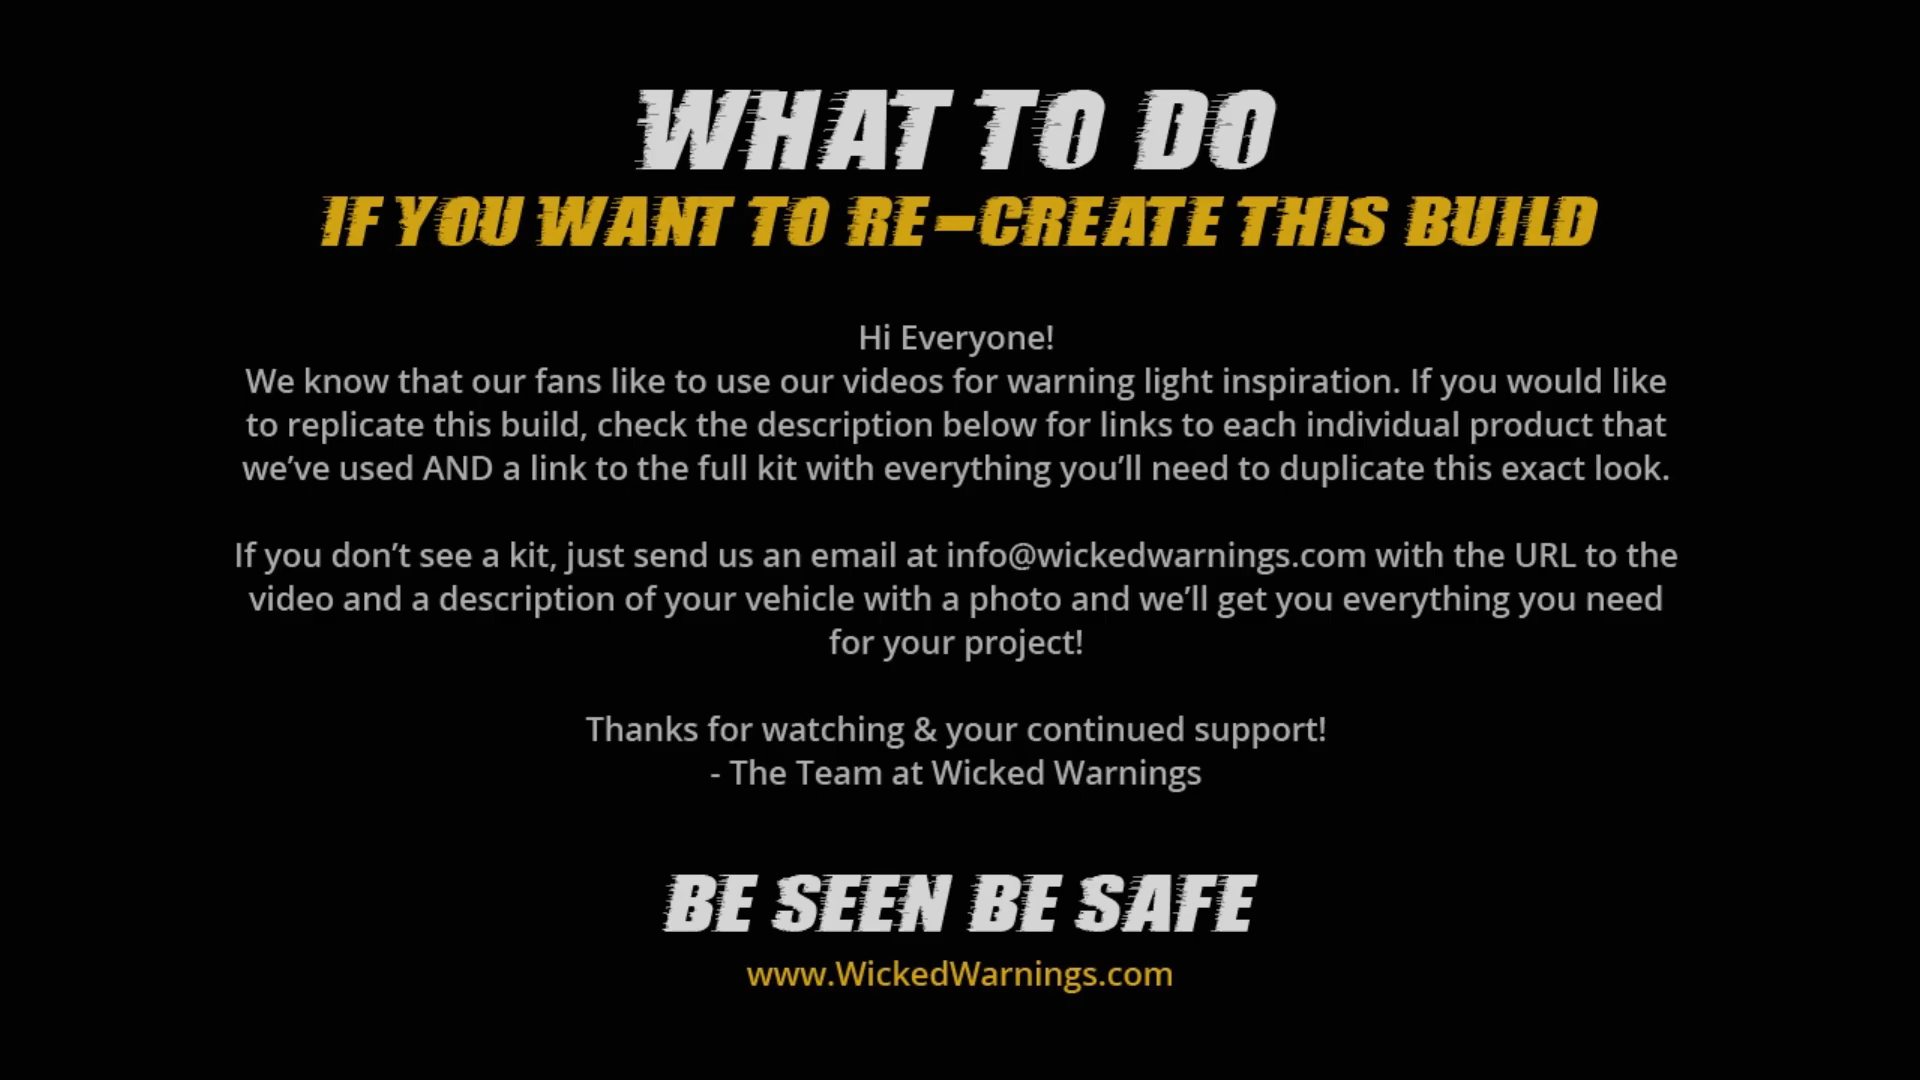 WHAT TO DO
IF YOU WANT TO RE-CREATE THIS BUILD
Hi Everyone!
We know that our fans like to use our videos for warning light inspiration. If you would like
to replicate this build, check the description below for links to each individual product that
we’ve used AND a link to the full kit with everything you’ll need to duplicate this exact look.
If you don’t see a kit, just send us an email at info@wickedwarnings.com with the URL to the
video and a description of your vehicle with a photo and we’ll get you everything you need
for your project!
Thanks for watching & your continued support!
- The Team at Wicked Warnings
BE SEEN BE SAFE
www.WickedWarnings.com